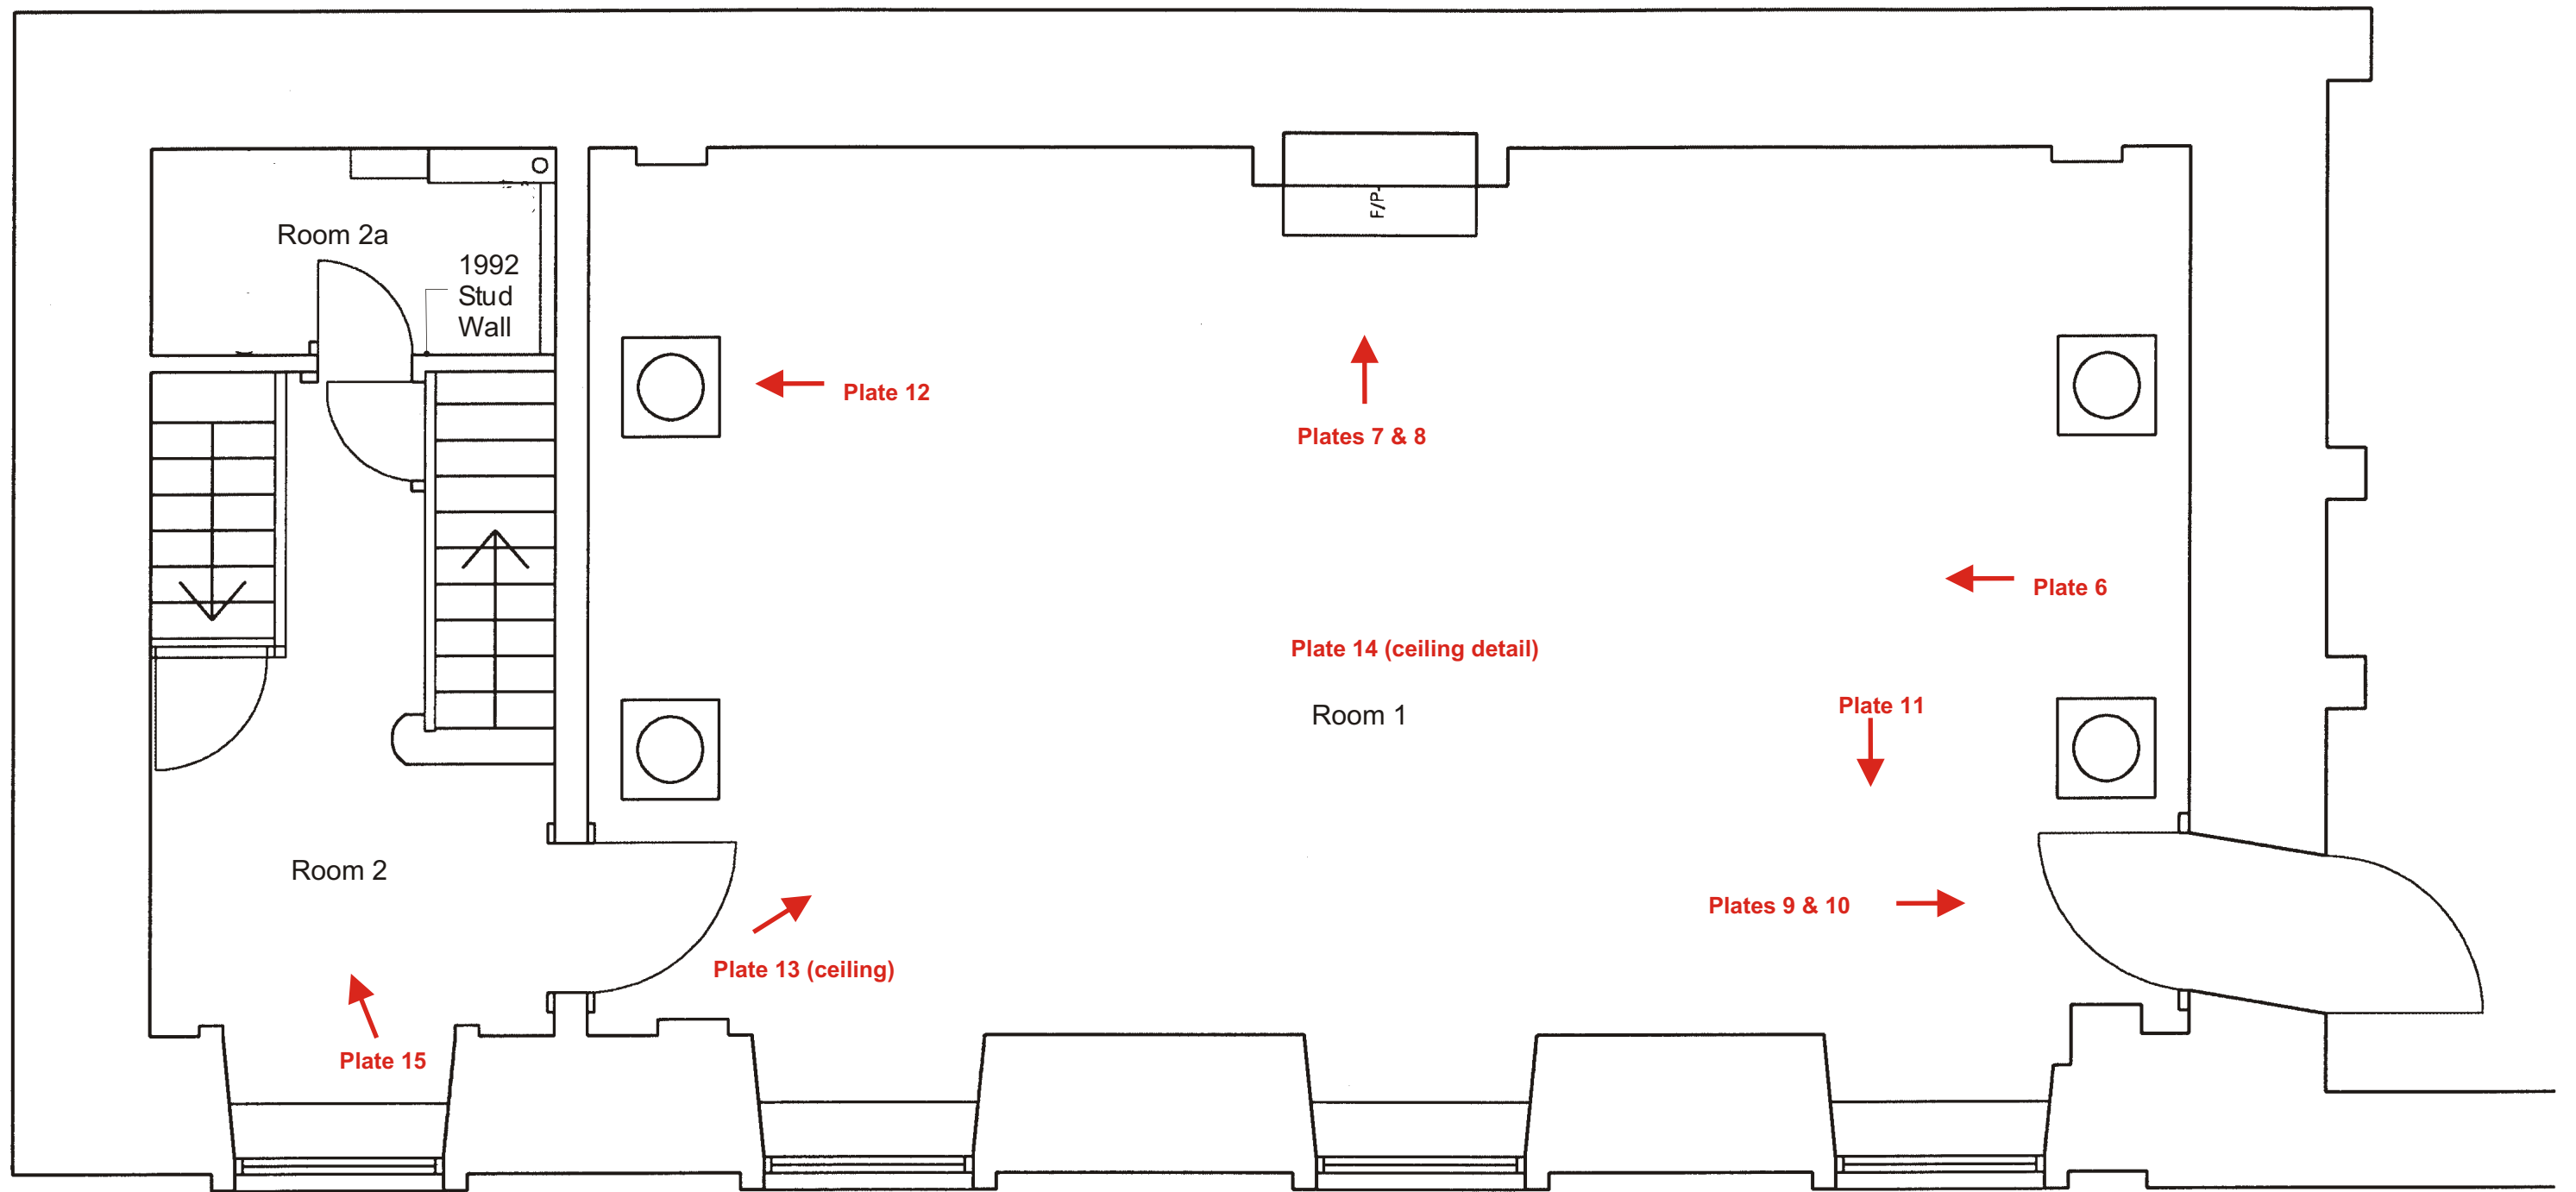 F/P
Room 2a
1992
Stud
Wall
Plate 12
Plates 7 & 8
Plate 6
Plate 14 (ceiling detail)
Plate 11
Room 1
Room 2
Plates 9 & 10
Plate 13 (ceiling)
Plate 15